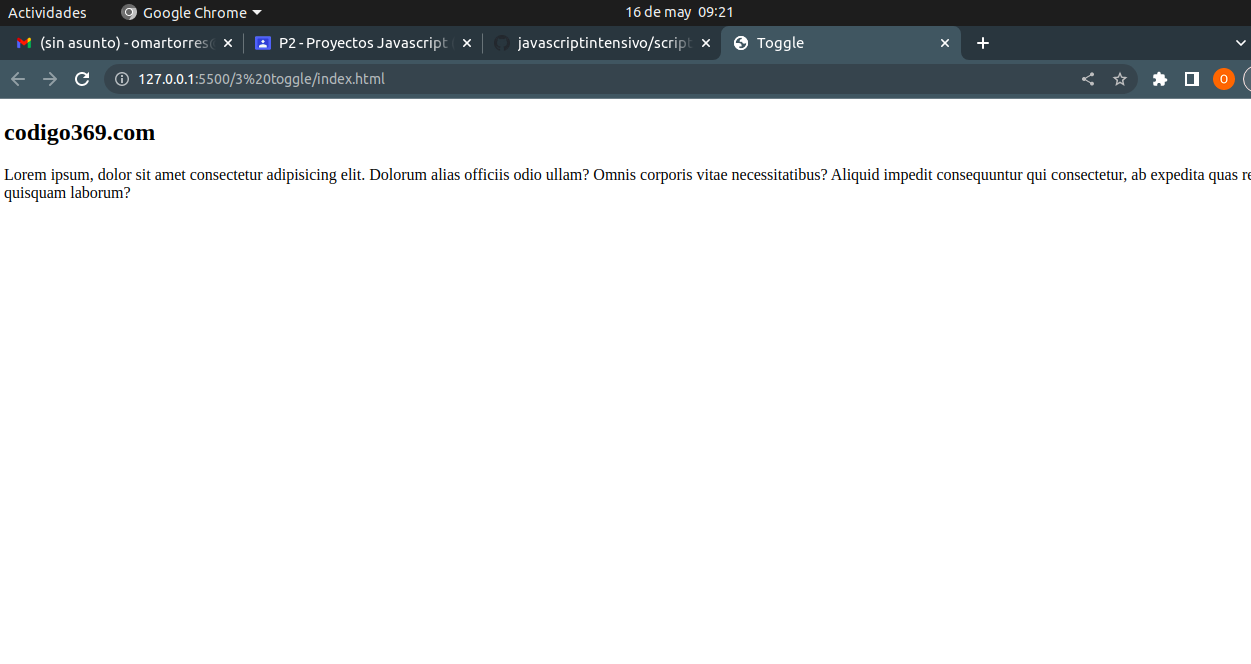 Actividades Google Chrome 16 de may 09:21
(sin asunto) - omartorres P2 - Proyectos Javascript javascriptintensivo/script Toggle
127.0.0.1:5500/3%20toggle/index.html O
codigo369.com
Lorem ipsum, dolor sit amet consectetur adipisicing elit. Dolorum alias officiis odio ullam? Omnis corporis vitae necessitatibus? Aliquid impedit consequuntur qui consectetur, ab expedita quas re
quisquam laborum?